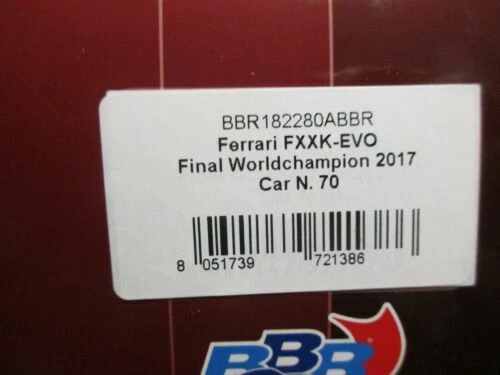 BBR182280ABBR
Ferrari FXXK-EVO
Final Worldchampion 2017
Car N. 70
8 051739 721386
BBR